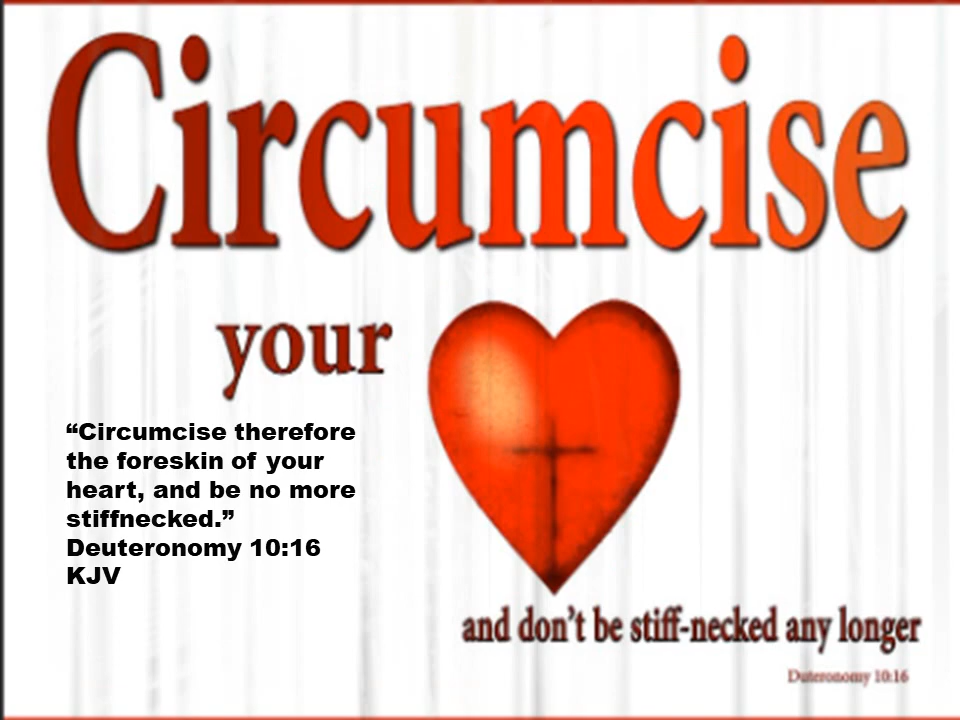 Circumcise
your
“Circumcise therefore
the foreskin of your
heart, and be no more
stiffnecked.”
Deuteronomy 10:16
KJV
and don’t be stiff-necked any longer
Duteronomy 10:16